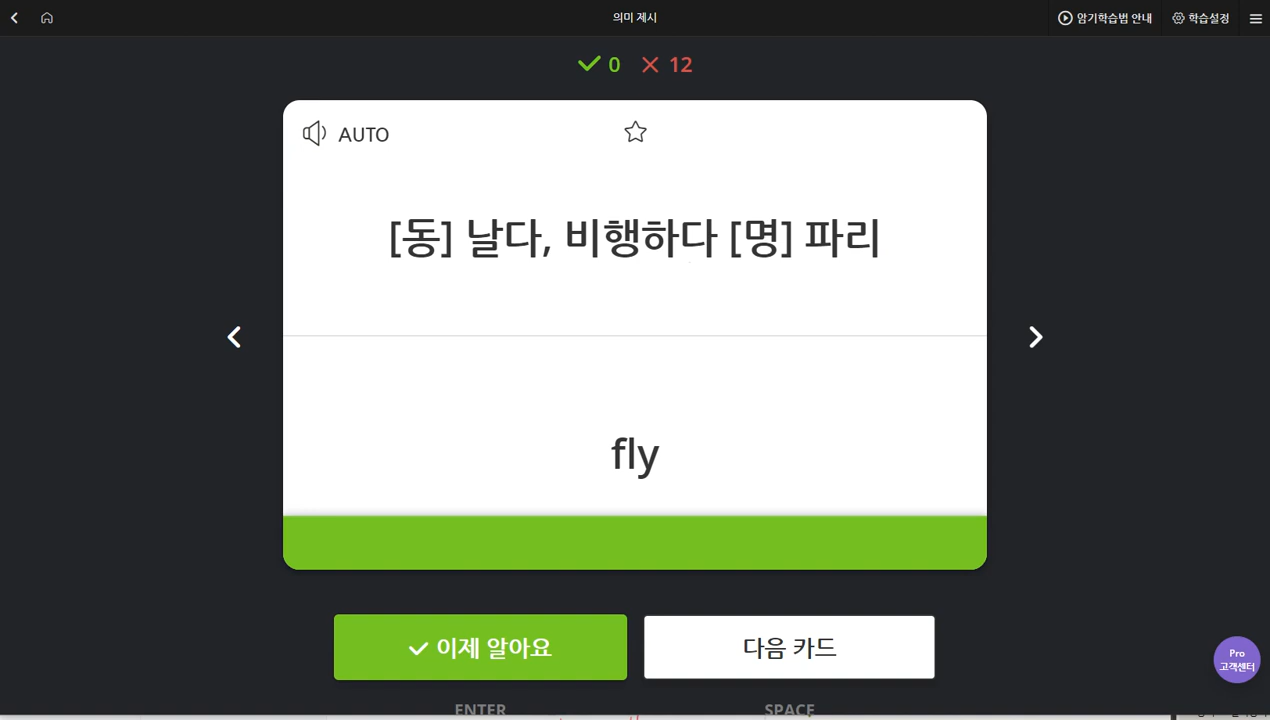 의미 제시
암기학습법 안내
학습설정
0
12
AUTO
[동] 날다, 비행하다 [명] 파리
fly
이제 알아요
다음 카드
Pro
고객센터
ENTER
SPACE